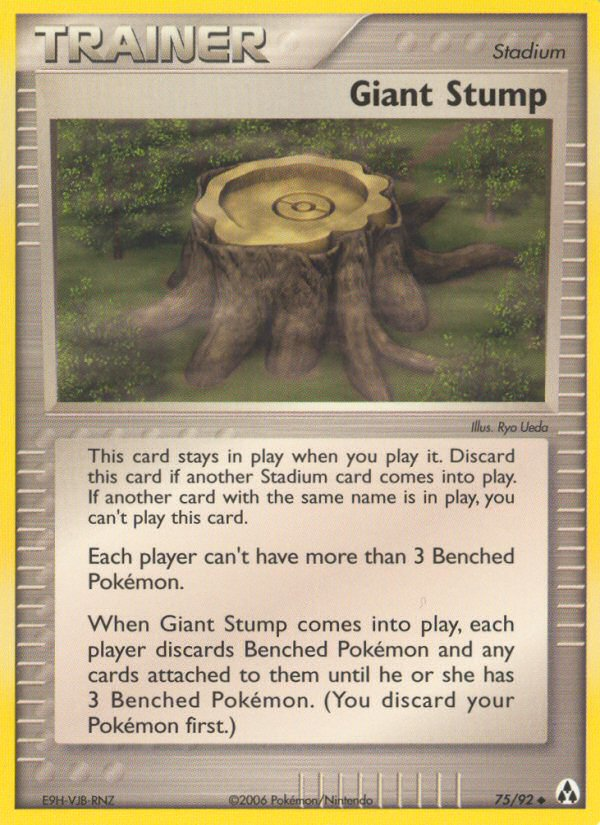 TRAINER
Stadium
Giant Stump
Illus. Ryo Ueda
This card stays in play when you play it. Discard
this card if another Stadium card comes into play.
If another card with the same name is in play, you
can't play this card.
Each player can't have more than 3 Benched
Pokémon.
When Giant Stump comes into play, each
player discards Benched Pokémon and any
cards attached to them until he or she has
3 Benched Pokémon. (You discard your
Pokémon first.)
E9H-VJB-RNZ
©2006 Pokémon/Nintendo
75/92